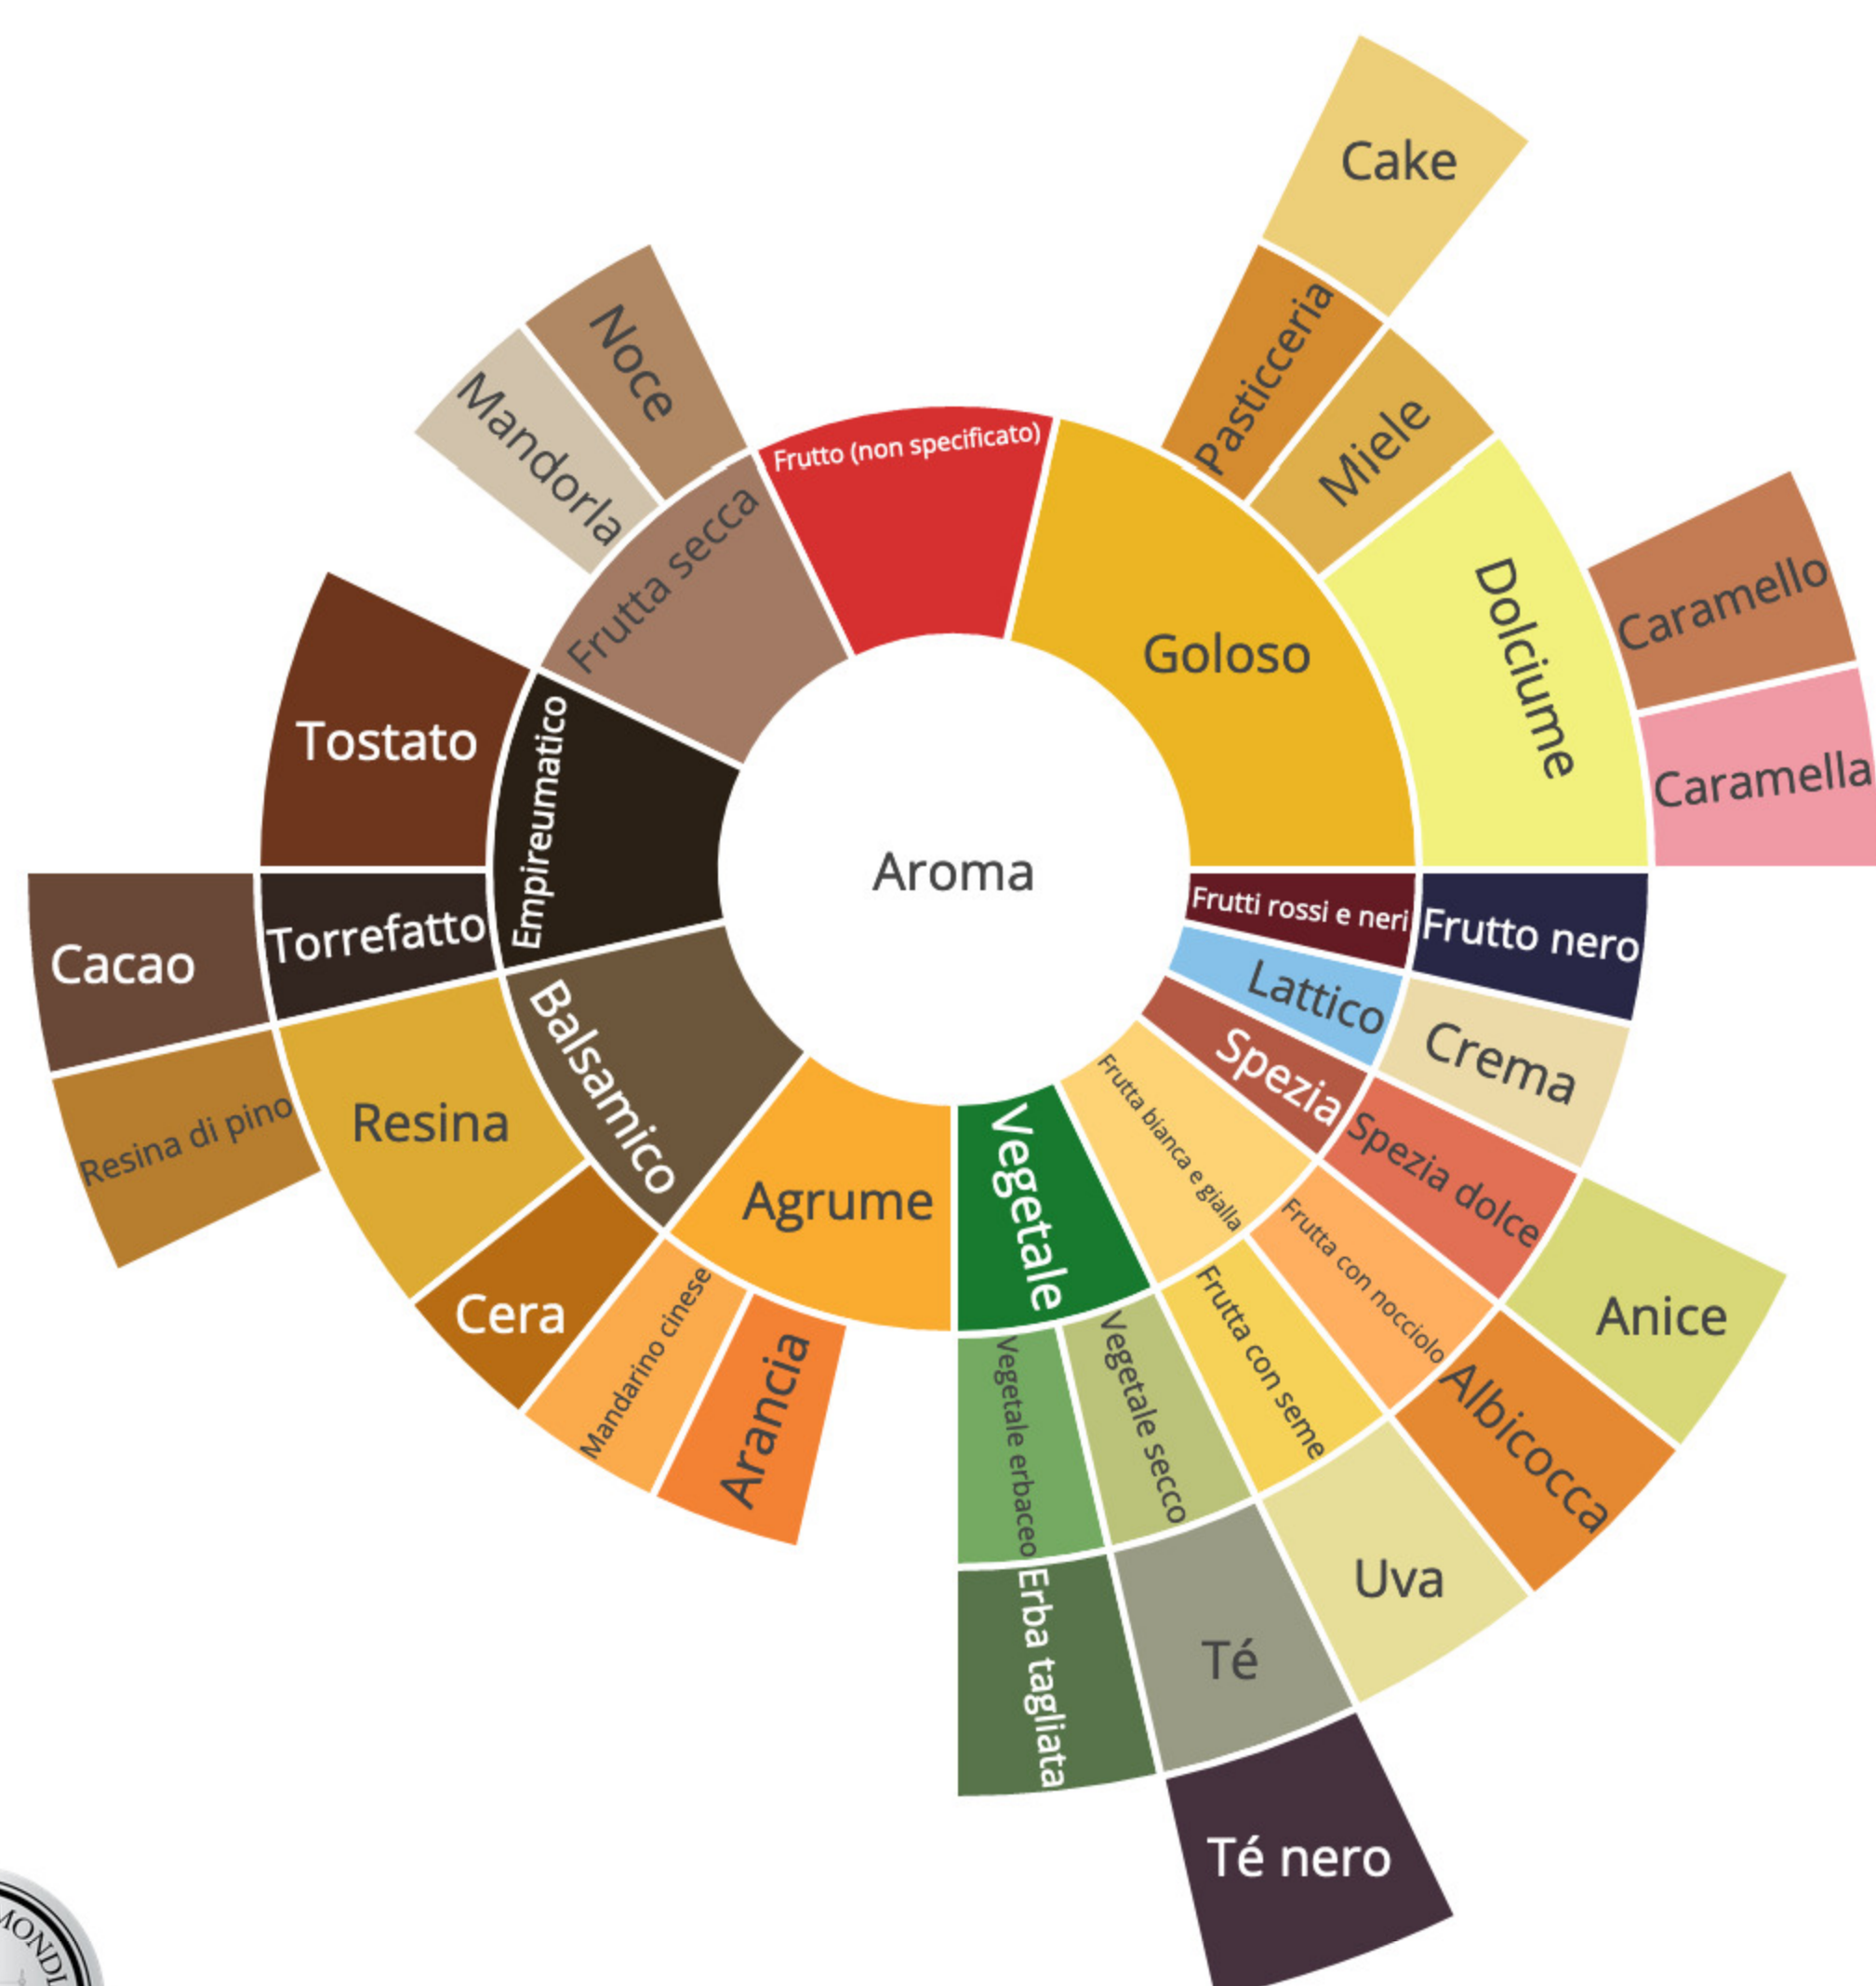 Cake
Pasticceria
Miele
Noce
Mandorla
Frutto (non specificato)
Frutta secca
Goloso
Dolciume
Caramello
Caramella
Tostato
Empireumatico
Aroma
Frutti rossi e neri
Frutto nero
Cacao
Torrefatto
Lattico
Crema
Balsamico
Spezia
Spezia dolce
Resina
Resina di pino
Anice
Agrume
Vegetale
Frutta bianca e gialla
Frutta con nocciolo
Albicocca
Cera
Mandarino cinese
Arancia
Vegetale erbaceo
Vegetale secco
Frutta con seme
Uva
Erba tagliata
Té
Té nero